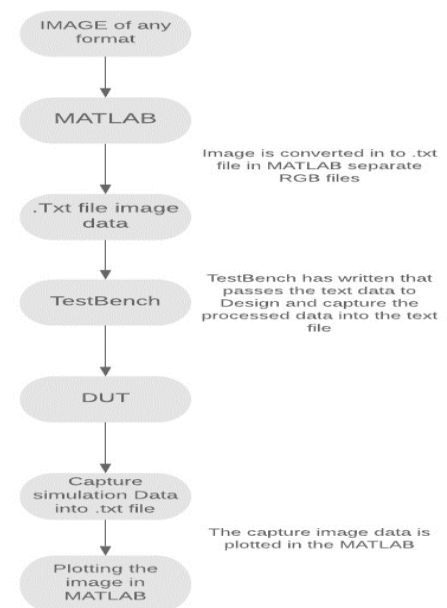 IMAGE of any
format
MATLAB
Image is converted in to .txt
file in MATLAB separate
RGB files
.Txt file image
data
TestBench has written that
passes the text data to
Design and capture the
processed data into the text
file
TestBench
DUT
Capture
simulation Data
into .txt file
The capture image data is
plotted in the MATLAB
Plotting the
image in
MATLAB